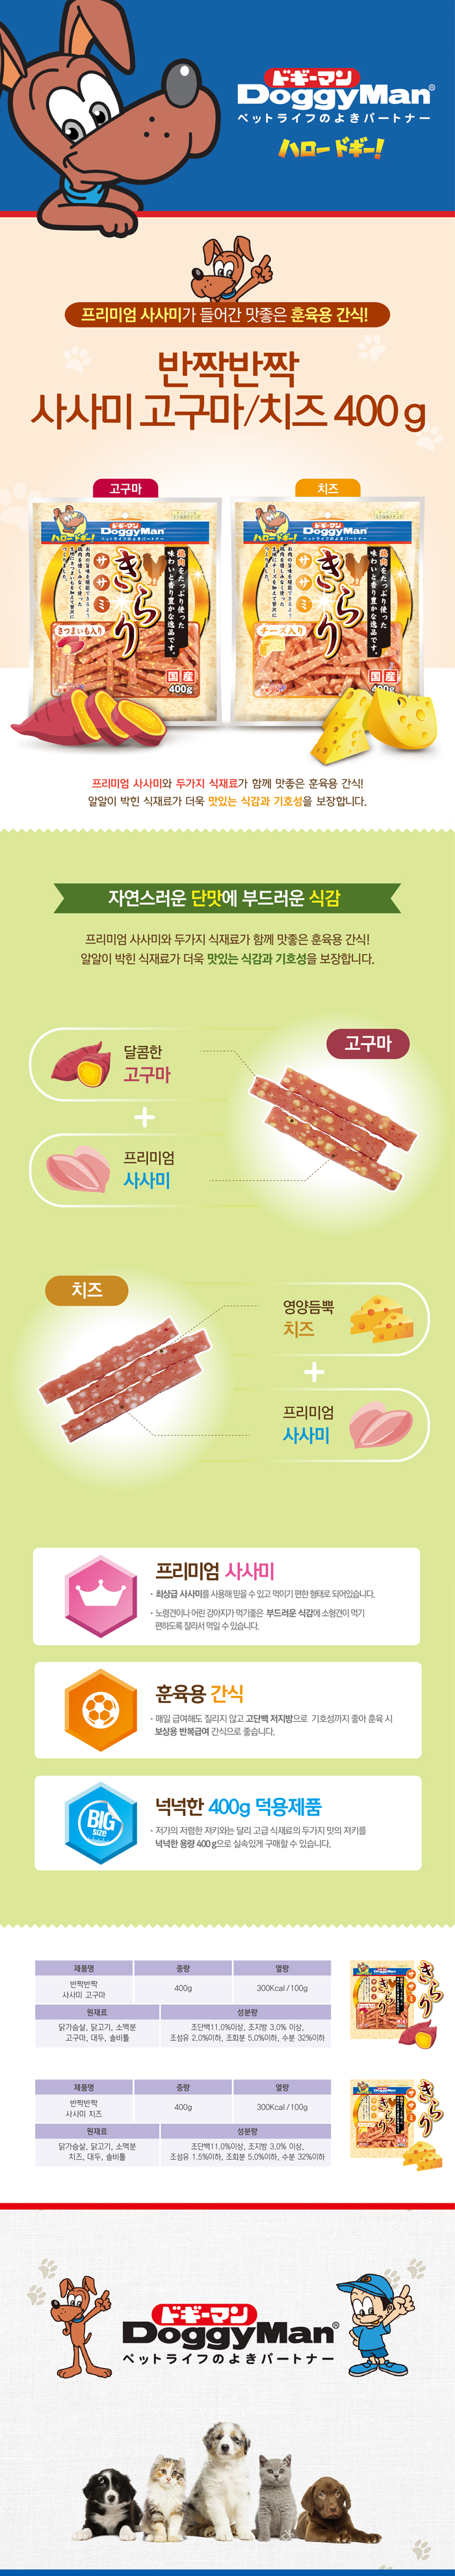 ドギーマン
DoggyMan®
ペットライフのよきパートナー
ハロードギー!
프리미엄 사사미가 들어간 맛좋은 훈육용 간식!
반짝반짝
사사미 고구마/치즈 400g
고구마
치즈
ドギーマン
DoggyMan
ペットライフのよきパートナー
ハロードギー!
鶏肉をたっぷり使った
味わいと香り豊かな逸品です。
きらり
ササミ
さつまいも入り
国産
400g
ドギーマン
DoggyMan
ペットライフのよきパートナー
ハロードギー!
鶏肉をたっぷり使った
味わいと香り豊かな逸品です。
きらり
ササミ
チーズ入り
国産
400g
프리미엄 사사미와 두가지 식재료가 함께 맛좋은 훈육용 간식!
알알이 박힌 식재료가 더욱 맛있는 식감과 기호성을 보장합니다.
자연스러운 단맛에 부드러운 식감
프리미엄 사사미와 두가지 식재료가 함께 맛좋은 훈육용 간식!
알알이 박힌 식재료가 더욱 맛있는 식감과 기호성을 보장합니다.
고구마
달콤한
고구마
+
프리미엄
사사미
치즈
영양듬뿍
치즈
+
프리미엄
사사미
프리미엄 사사미
· 최상급 사사미를 사용해 믿을 수 있고 먹이기 편한 형태로 되어있습니다.
· 노령견이나 어린 강아지가 먹기좋은 부드러운 식감에 소형견이 먹기
편하도록 잘라서 먹일 수 있습니다.
훈육용 간식
· 매일 급여해도 질리지 않고 고단백 저지방으로 기호성까지 좋아 훈육 시
보상용 반복급여 간식으로 좋습니다.
BIG
size
넉넉한 400g 덕용제품
· 저가의 저렴한 져키와는 달리 고급 식재료의 두가지 맛의 져키를
넉넉한 용량 400g으로 실속있게 구매할 수 있습니다.
제품명 중량 열량
반짝반짝
사사미 고구마
400g 300Kcal/100g
원재료 성분량
닭가슴살, 닭고기, 소맥분
고구마, 대두, 솔비톨
조단백11.0%이상, 조지방 3.0% 이상,
조섬유 2.0%이하, 조회분 5.0%이하, 수분 32%이하
きらり
ササミ
제품명 중량 열량
반짝반짝
사사미 치즈
400g 300Kcal/100g
원재료 성분량
닭가슴살, 닭고기, 소맥분
치즈, 대두, 솔비톨
조단백11.0%이상, 조지방 3.0% 이상,
조섬유 1.5%이하, 조회분 5.0%이하, 수분 32%이하
きらり
ササミ
ドギーマン
DoggyMan®
ペットライフのよきパートナー